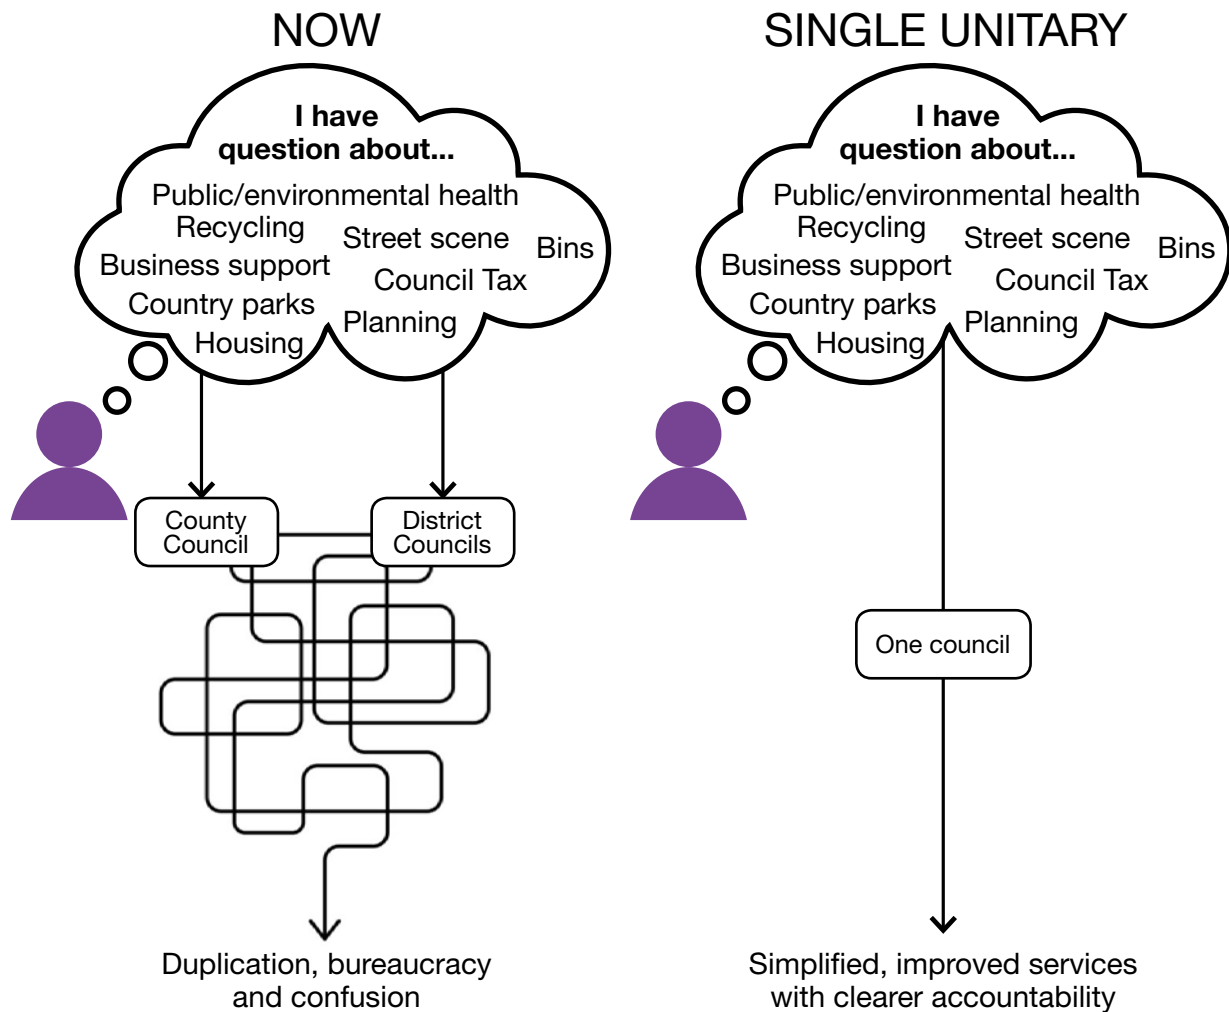 NOW
I have
question about...
Public/environmental health
Recycling
Street scene
Bins
Business support
Council Tax
Country parks
Planning
Housing
County
Council
District
Councils
Duplication, bureaucracy
and confusion
SINGLE UNITARY
I have
question about...
Public/environmental health
Recycling
Street scene
Bins
Business support
Council Tax
Country parks
Planning
Housing
One council
Simplified, improved services
with clearer accountability